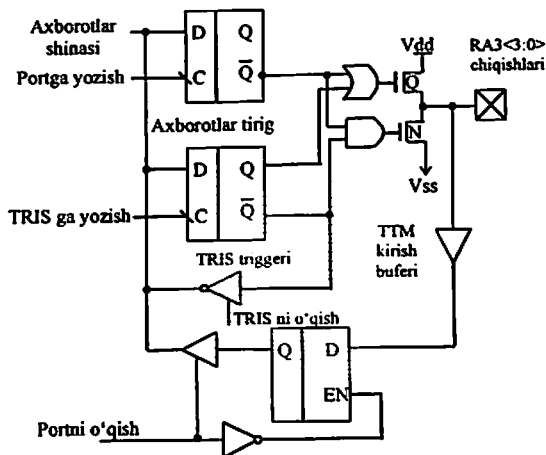 Axborotlar
shinasi
D
Q
Vdd
RA3<3:0>
chiqishlari
Portga yozish
C
Q̅
Q
Axborotlar tirig
N
D
Q
Vss
TRIS ga yozish
C
Q̅
TTM
kirish
buferi
TRIS truggeri
TRIS ni o‘qish
Q
D
EN
Portni o‘qish